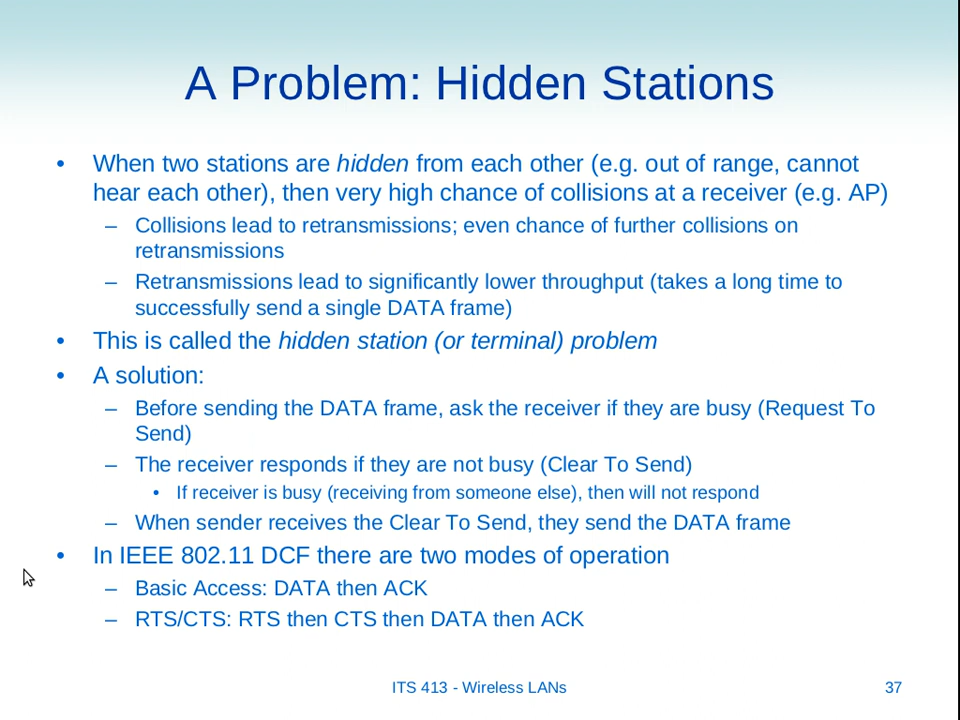 A Problem: Hidden Stations
• When two stations are hidden from each other (e.g. out of range, cannot
hear each other), then very high chance of collisions at a receiver (e.g. AP)
– Collisions lead to retransmissions; even chance of further collisions on
retransmissions
– Retransmissions lead to significantly lower throughput (takes a long time to
successfully send a single DATA frame)
• This is called the hidden station (or terminal) problem
• A solution:
– Before sending the DATA frame, ask the receiver if they are busy (Request To
Send)
– The receiver responds if they are not busy (Clear To Send)
• If receiver is busy (receiving from someone else), then will not respond
– When sender receives the Clear To Send, they send the DATA frame
• In IEEE 802.11 DCF there are two modes of operation
– Basic Access: DATA then ACK
– RTS/CTS: RTS then CTS then DATA then ACK
ITS 413 - Wireless LANs
37